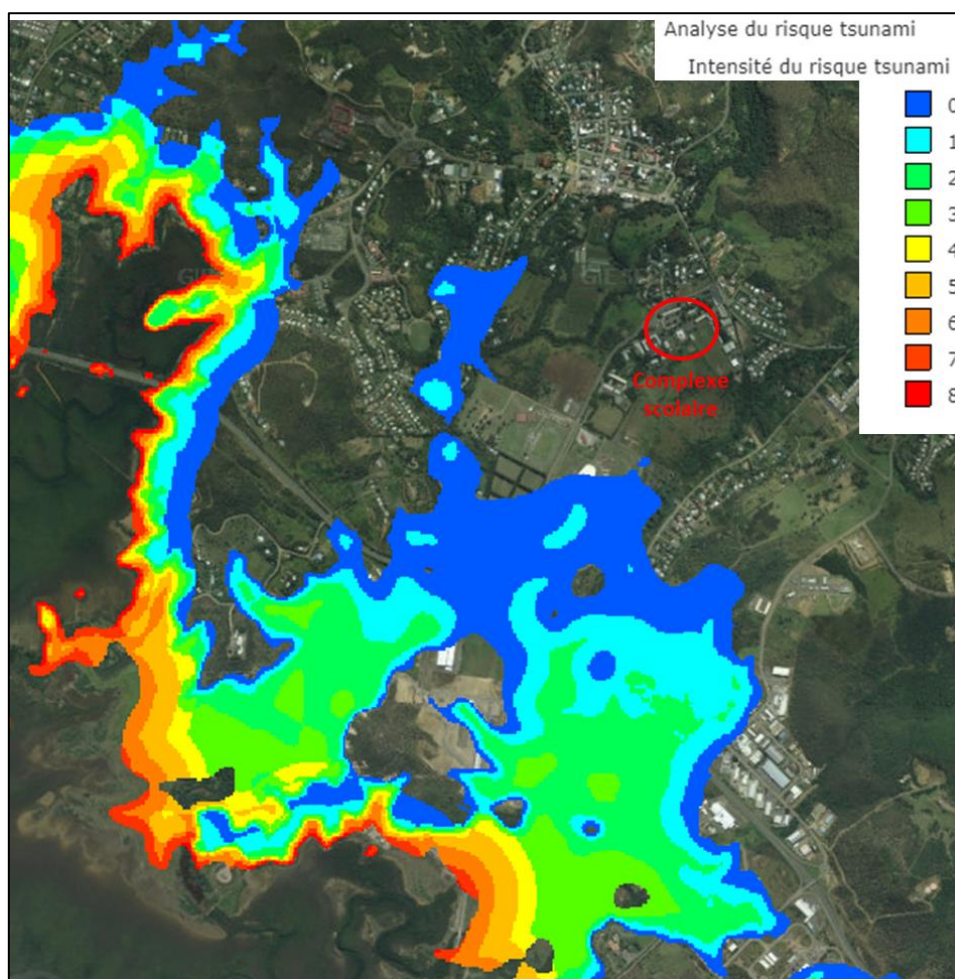 Analyse du risque tsunami
Intensité du risque tsunami
0
1
2
3
4
5
6
7
8
Complexe
scolaire